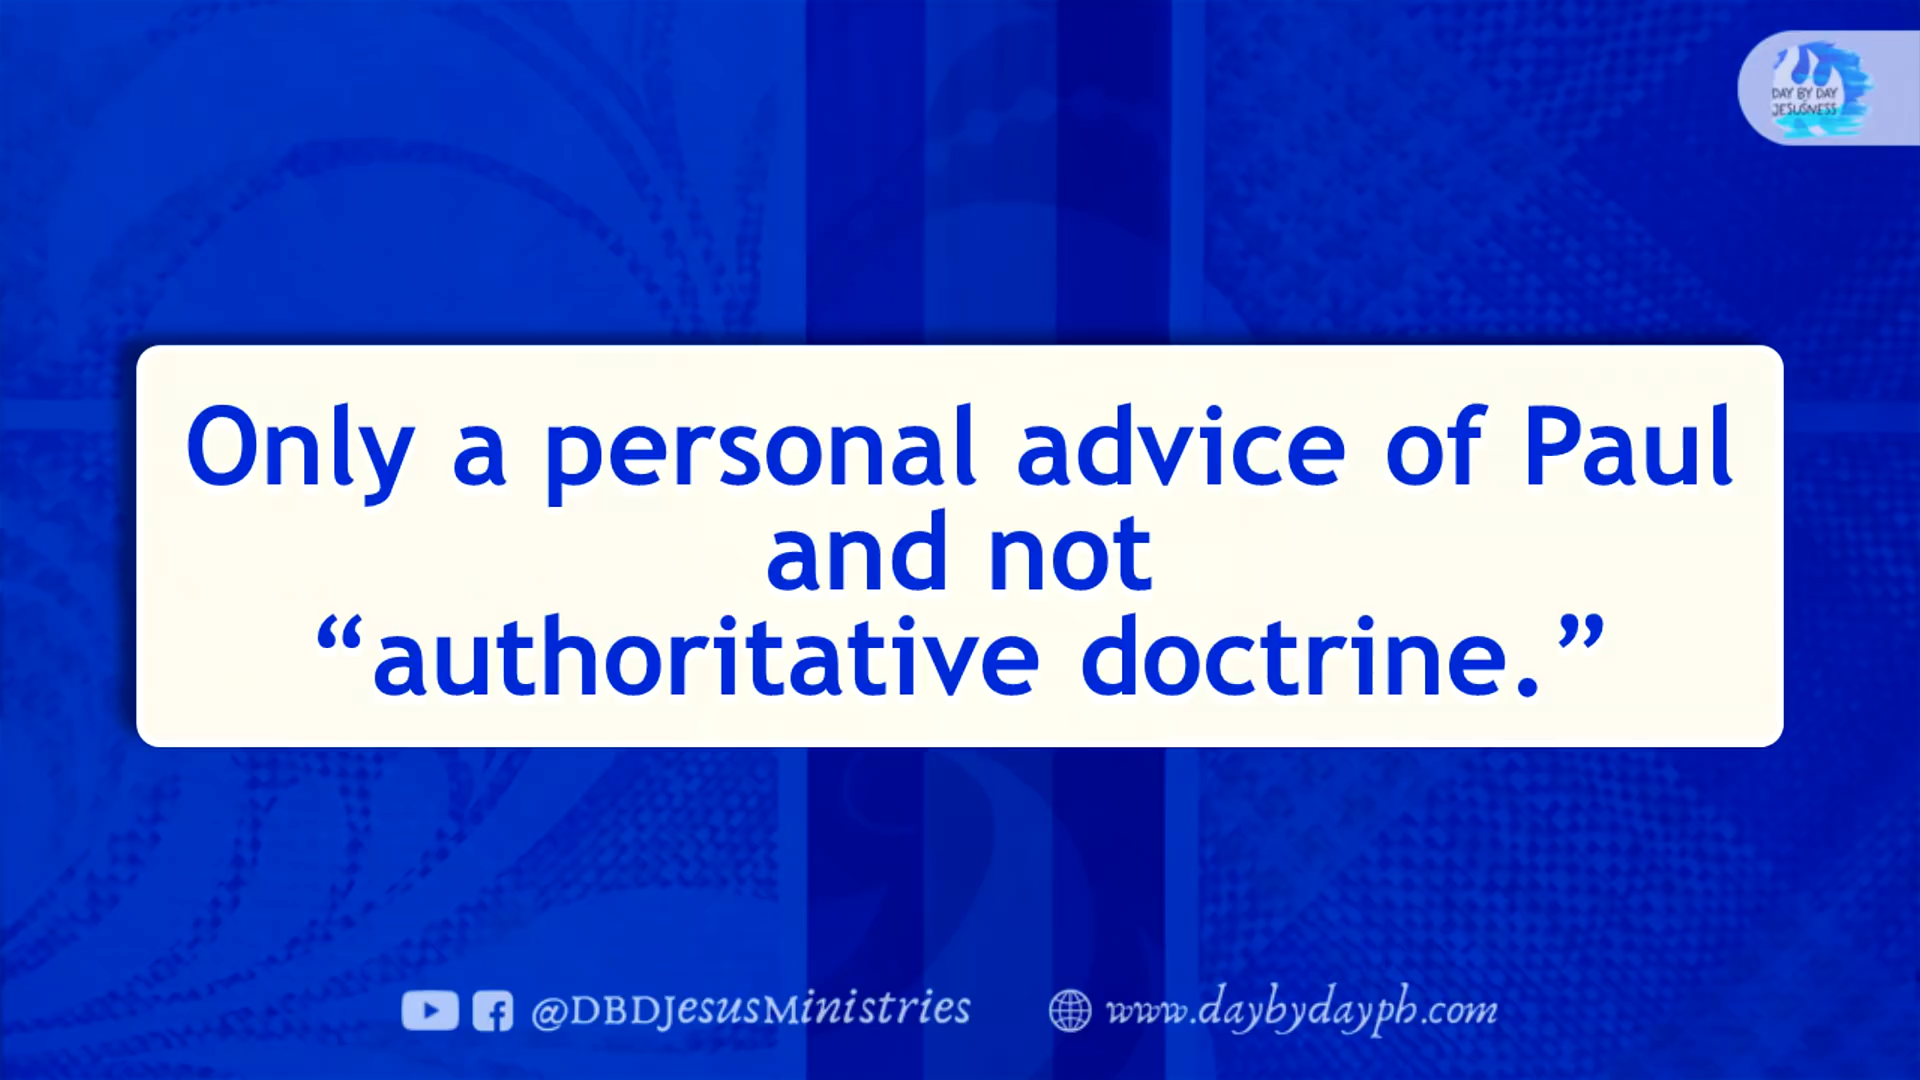 DAY BY DAY
JESUSNESS
Only a personal advice of Paul
and not
“authoritative doctrine.”
@DBDJesusMinistries
www.daybydayph.com